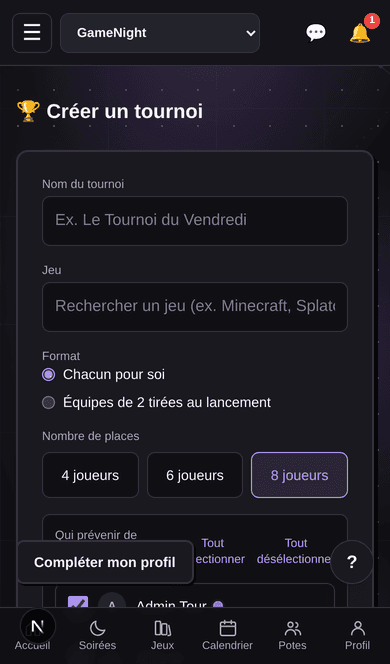 GameNight
1
🏆 Créer un tournoi
Nom du tournoi
Ex. Le Tournoi du Vendredi
Jeu
Rechercher un jeu (ex. Minecraft, Splat
Format
Chacun pour soi
Équipes de 2 tirées au lancement
Nombre de places
4 joueurs 6 joueurs 8 joueurs
Qui prévenir de
Tout Tout
ectionner désélectionne
Compléter mon profil ?
A Admin Tour
N
Accueil Soirées Jeux Calendrier Potes Profil